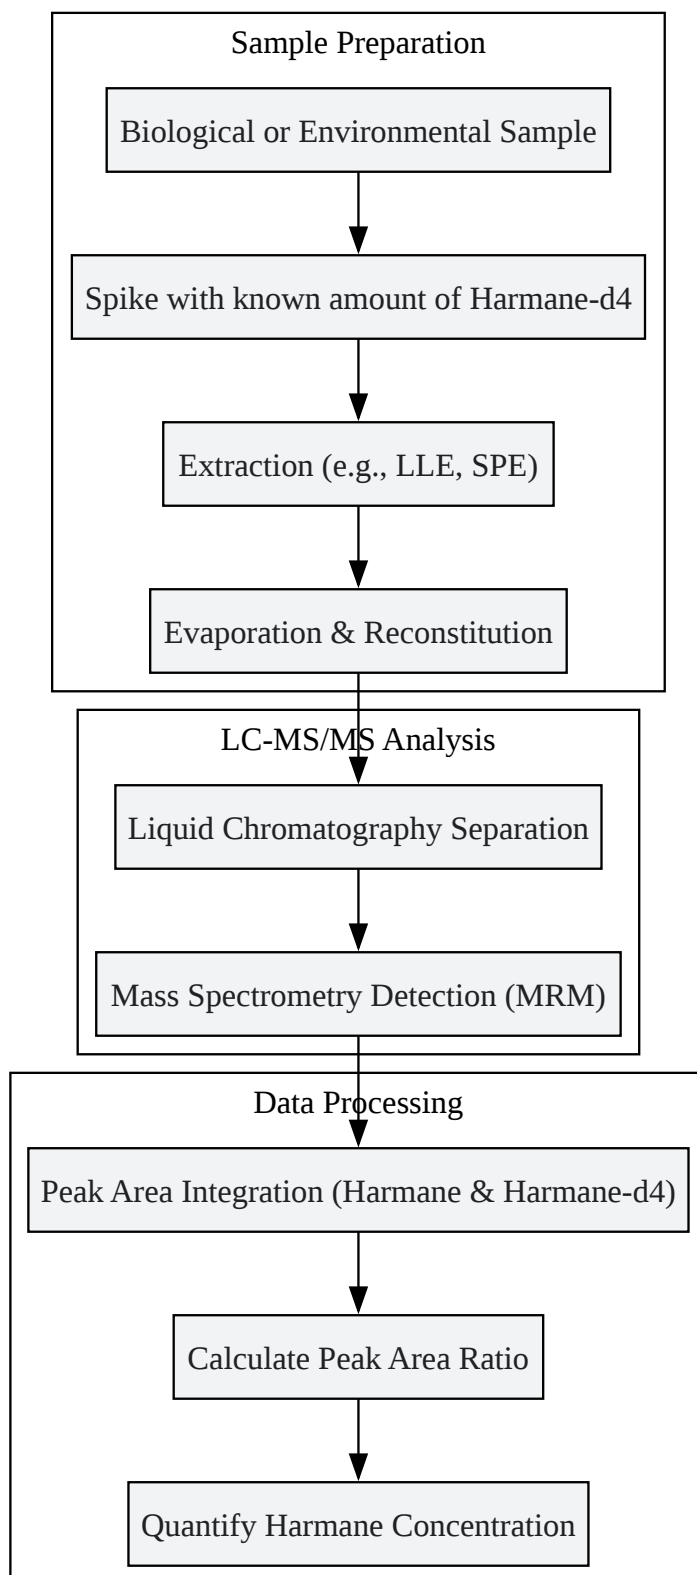 Sample Preparation
Biological or Environmental Sample
Spike with known amount of Harmane-d4
Extraction (e.g., LLE, SPE)
Evaporation & Reconstitution
LC-MS/MS Analysis
Liquid Chromatography Separation
Mass Spectrometry Detection (MRM)
Data Processing
Peak Area Integration (Harmane & Harmane-d4)
Calculate Peak Area Ratio
Quantify Harmane Concentration